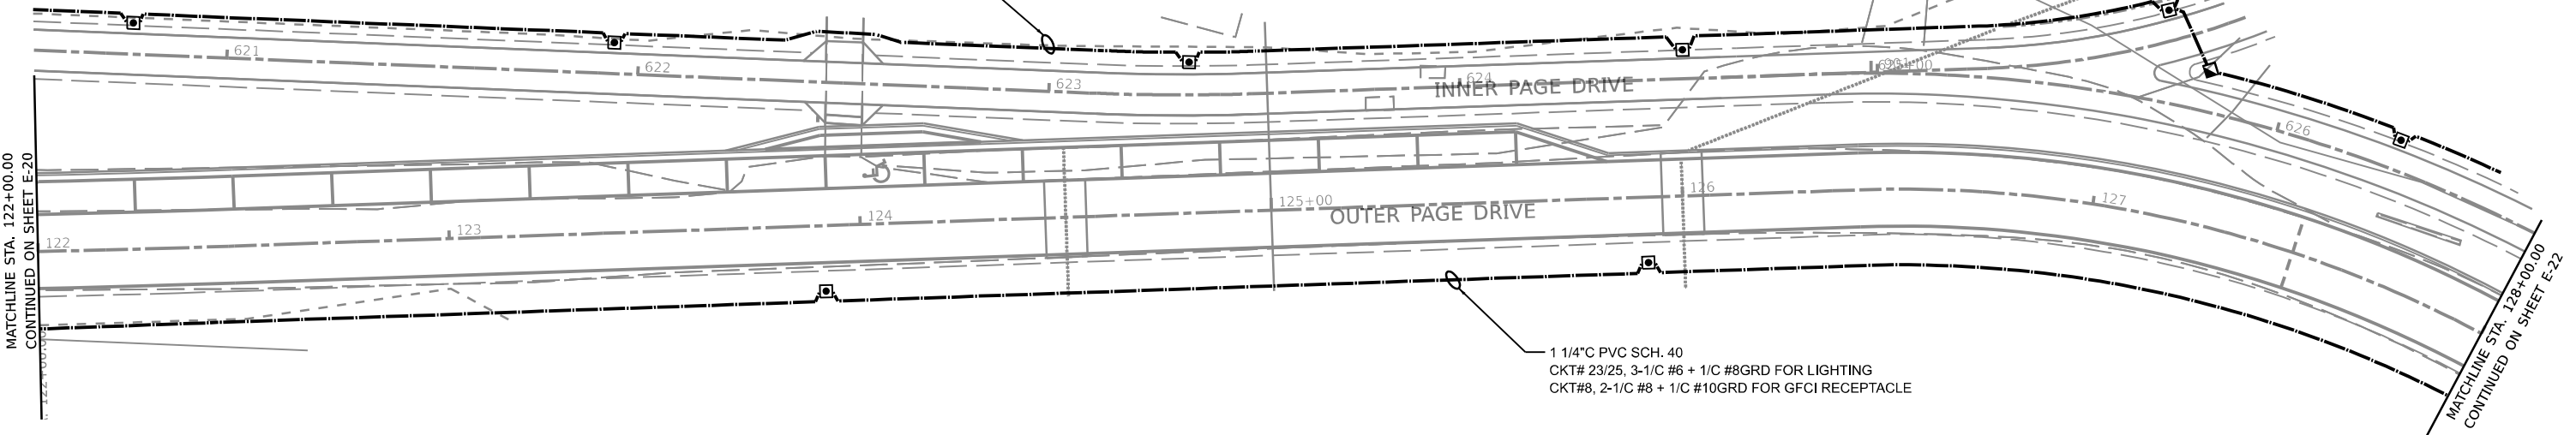 MATCHLINE STA. 122+00.00
CONTINUED ON SHEET E-20
621
622
623
624
INNER PAGE DRIVE
626
122
123
124
125+00
OUTER PAGE DRIVE
126
127
1 1/4"C PVC SCH. 40
CKT# 23/25, 3-1/C #6 + 1/C #8GRD FOR LIGHTING
CKT#8, 2-1/C #8 + 1/C #10GRD FOR GFCI RECEPTACLE
MATCHLINE STA. 128+00.00
CONTINUED ON SHEET E-22